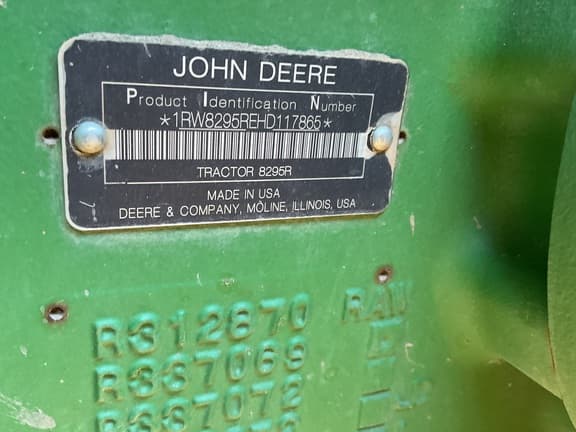 JOHN DEERE
Product Identification Number
*1RW8295REHD117865*
TRACTOR 8295R
MADE IN USA
DEERE & COMPANY, MOLINE, ILLINOIS, USA
R312870 RAW
R337069
R337072